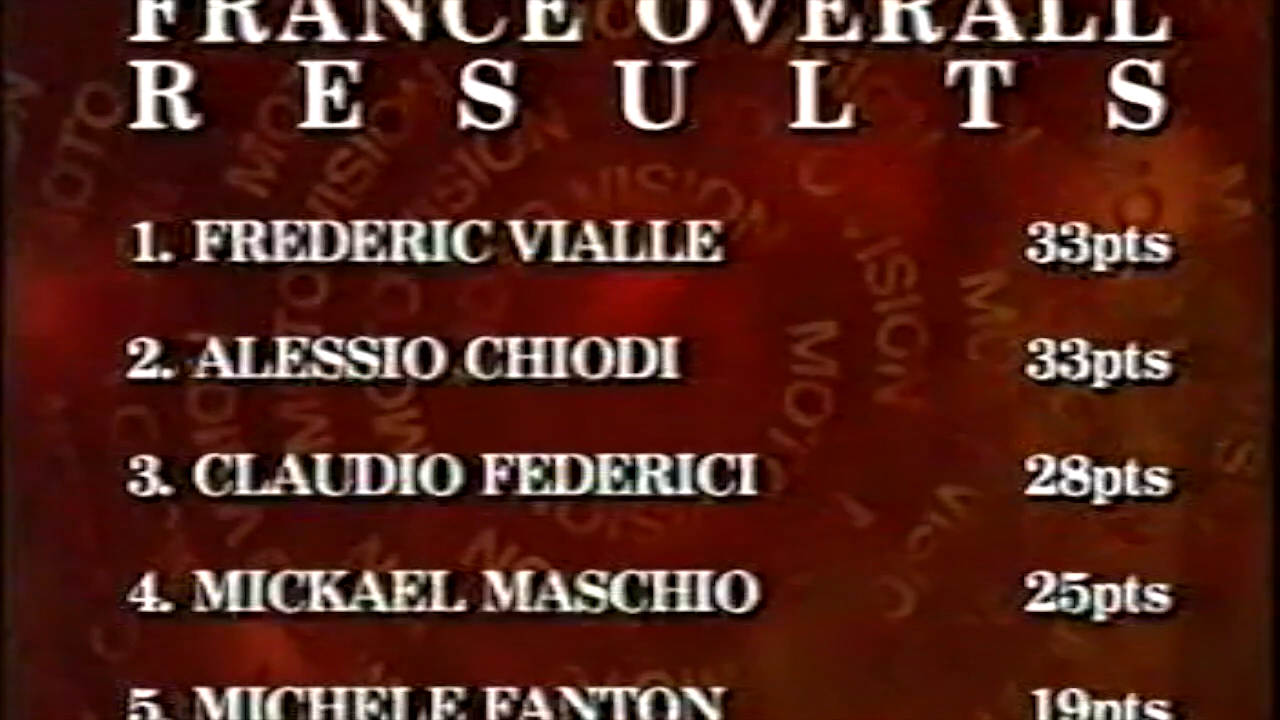 FRANCE OVERALL
RESULTS
1. FREDERIC VIALLE 33pts
2. ALESSIO CHIODI 33pts
3. CLAUDIO FEDERICI 28pts
4. MICKAEL MASCHIO 25pts
5. MICHELE FANTON 19pts